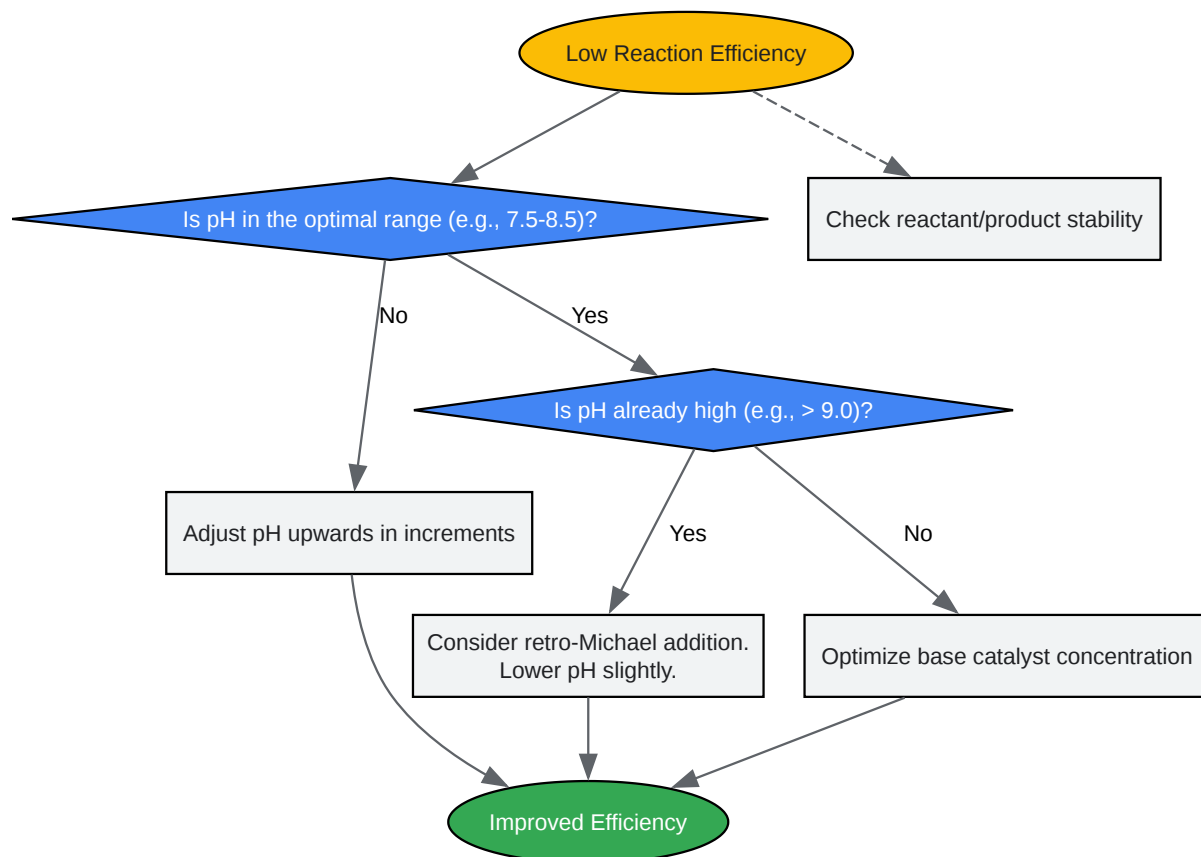 Low Reaction Efficiency
Is pH in the optimal range (e.g., 7.5-8.5)?
Check reactant/product stability
No
Yes
Is pH already high (e.g., > 9.0)?
Adjust pH upwards in increments
Yes
No
Consider retro-Michael addition.
Lower pH slightly.
Optimize base catalyst concentration
Improved Efficiency